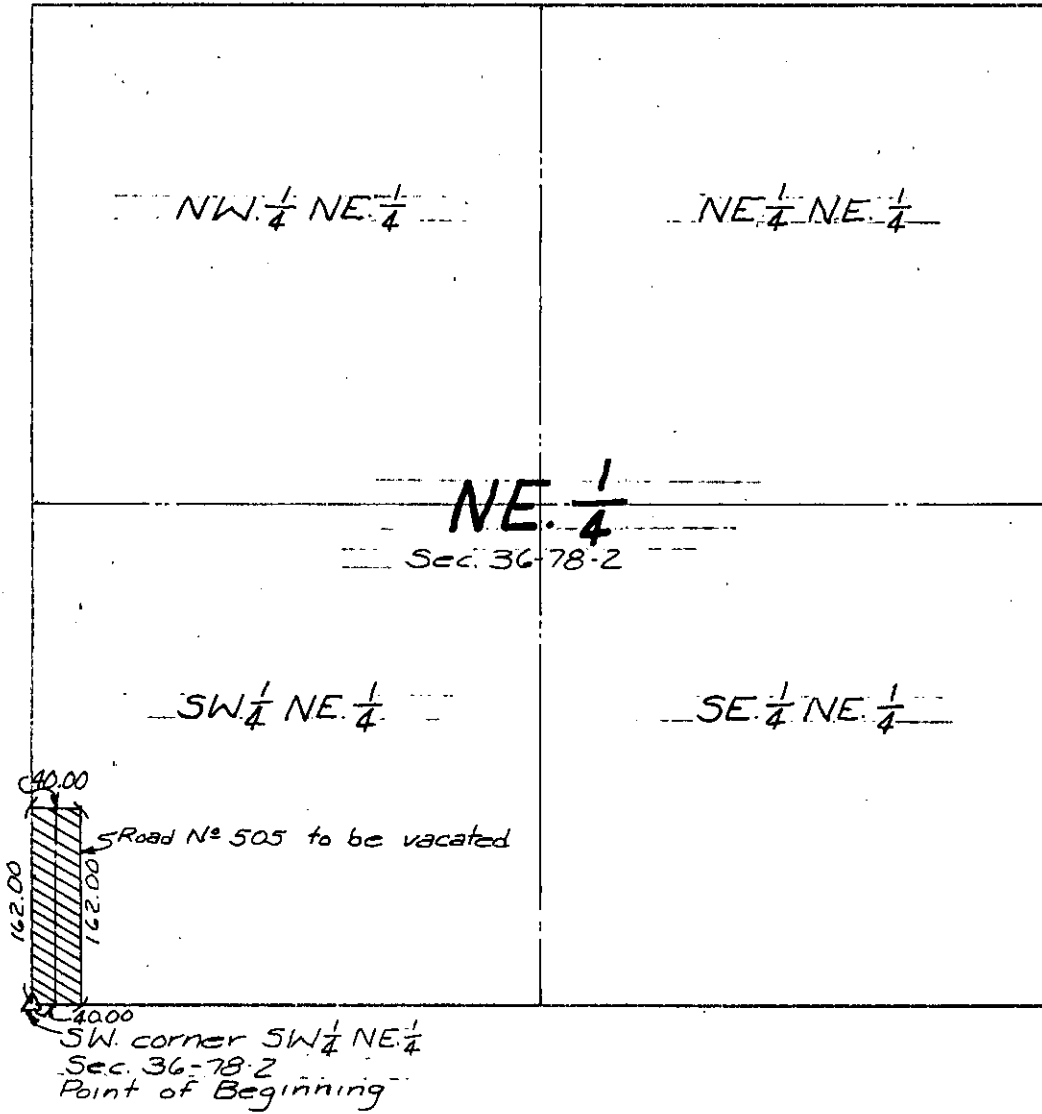 NW. 1/4 NE. 1/4
NE. 1/4 NE. 1/4
NE. 1/4
Sec. 36-78-2
SW 1/4 NE. 1/4
SE. 1/4 NE. 1/4
40.00
Road Nº 505 to be vacated
162.00
162.00
40.00
SW. corner SW 1/4 NE. 1/4
Sec. 36-78-2
Point of Beginning